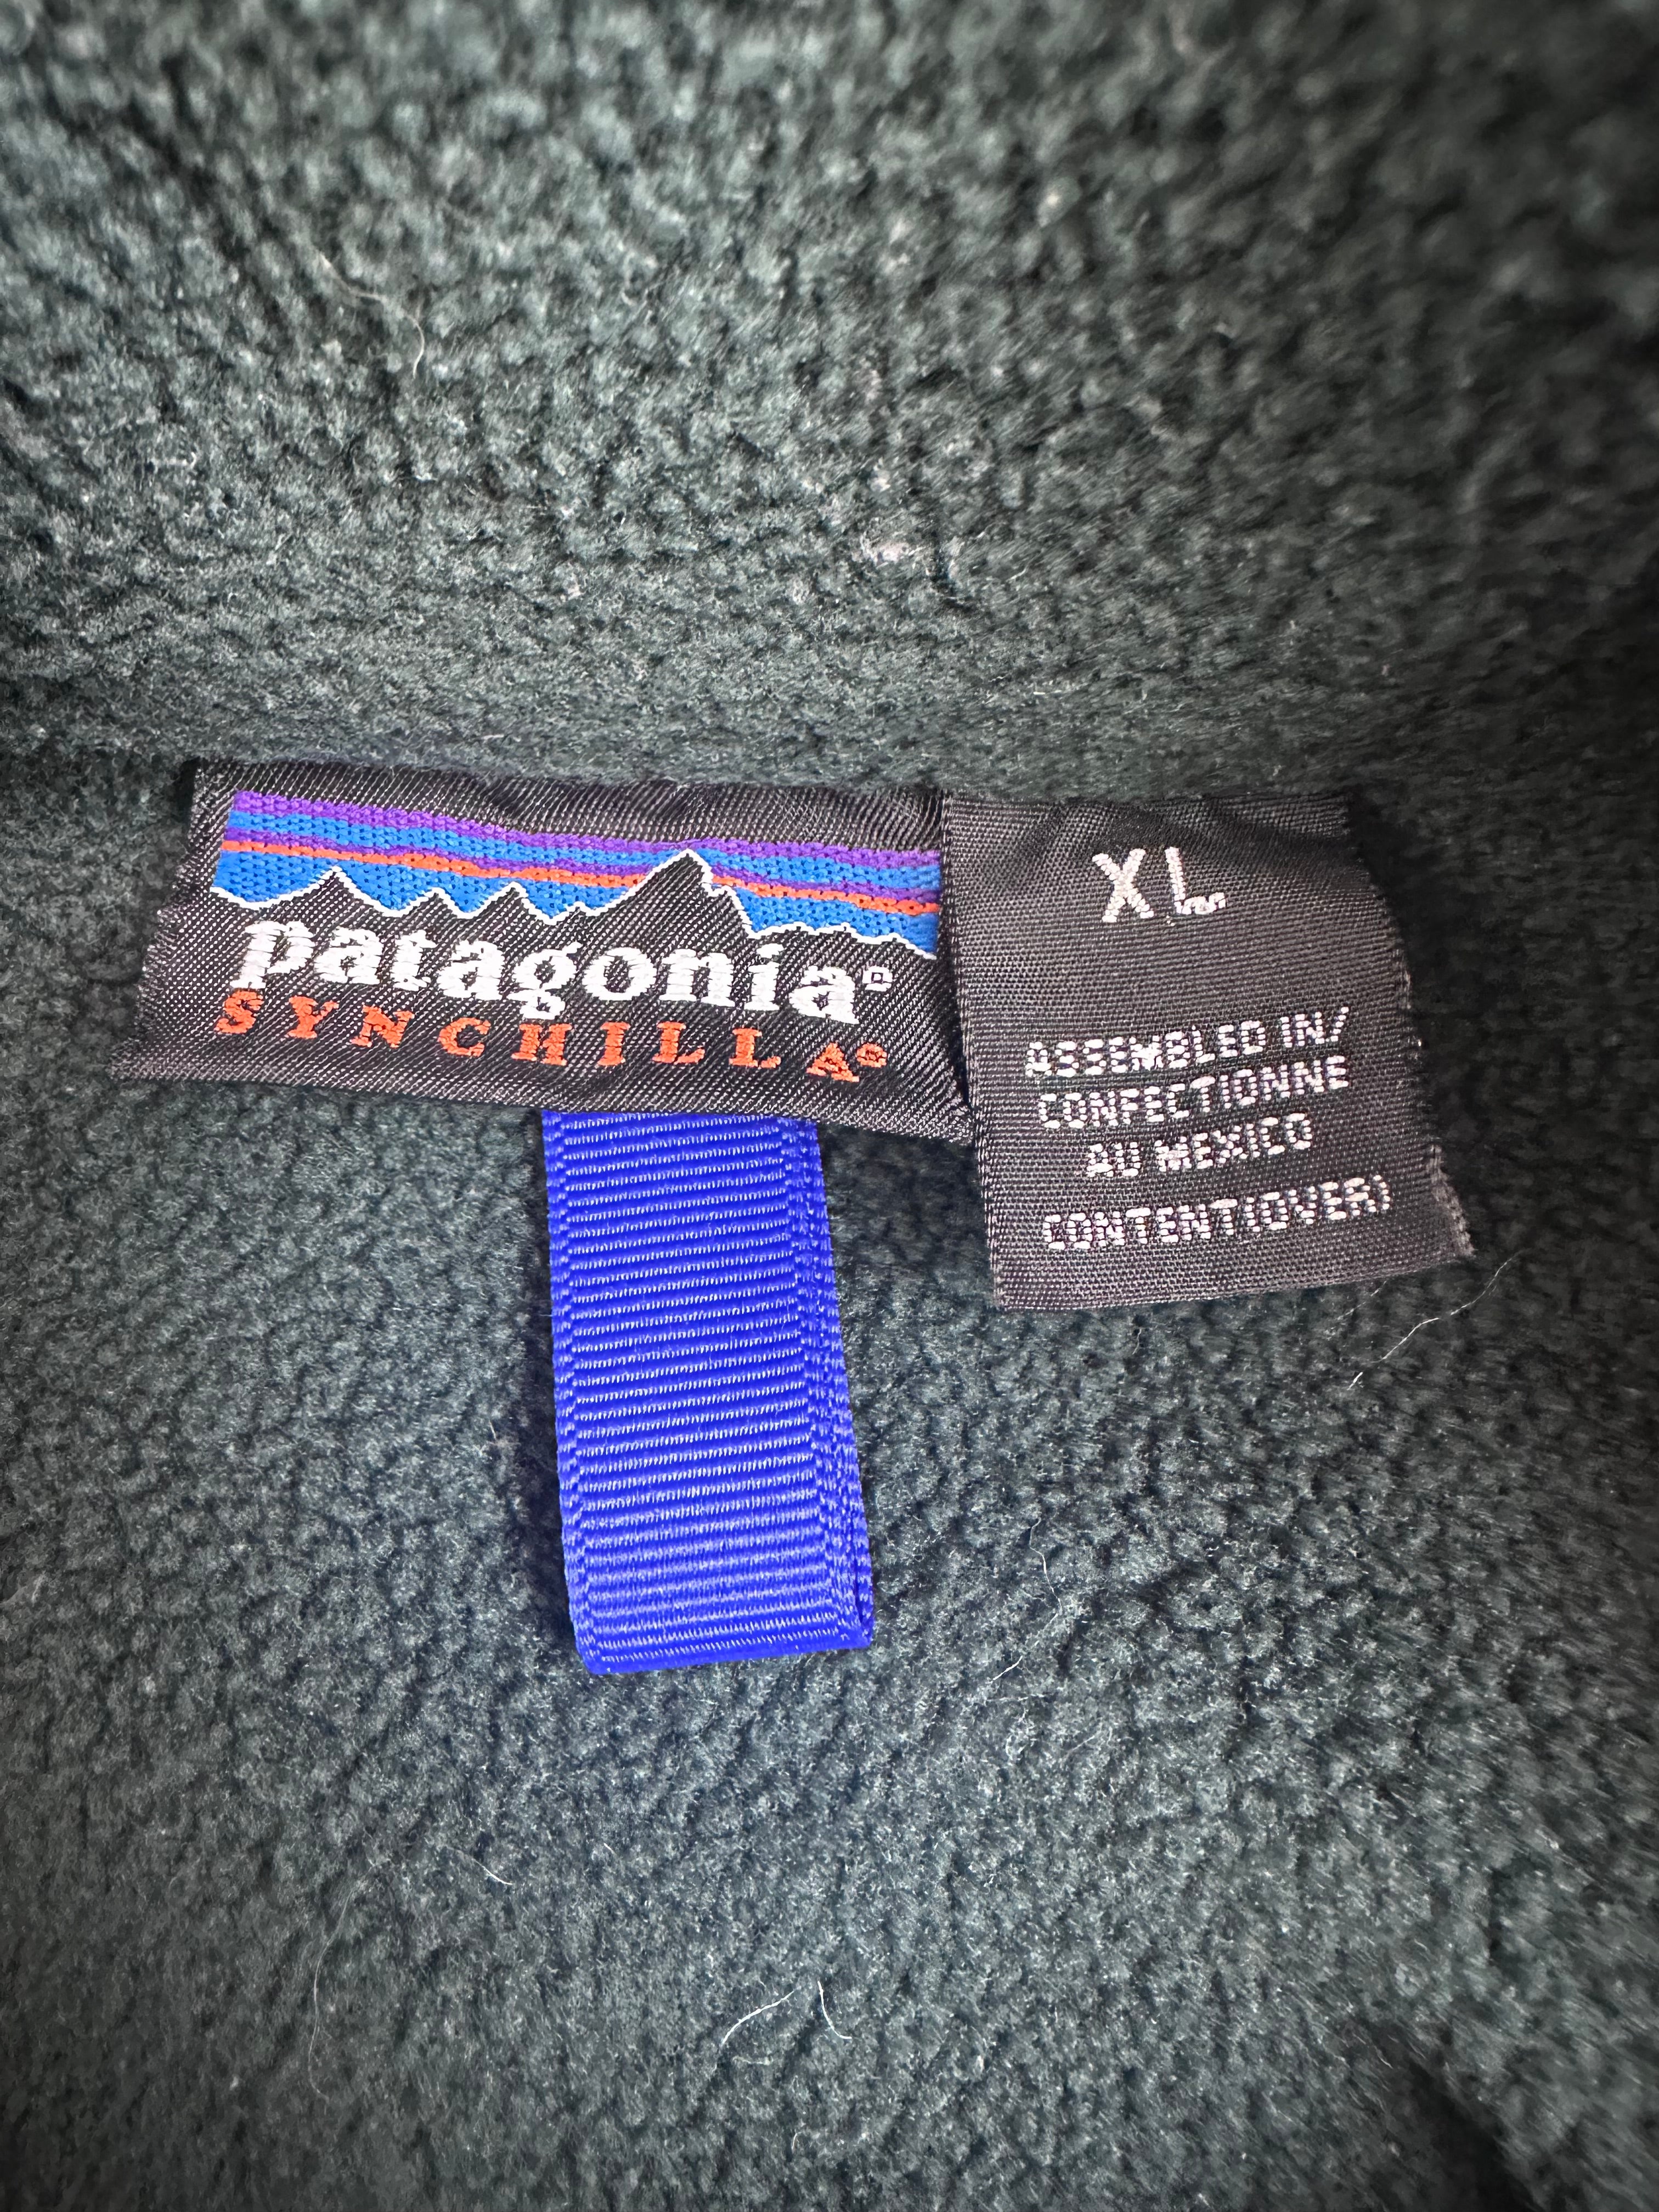 patagonia®
SYNCHILLA®
XL
ASSEMBLED IN/
CONFECTIONNE
AU MEXICO
CONTENT(OVER)